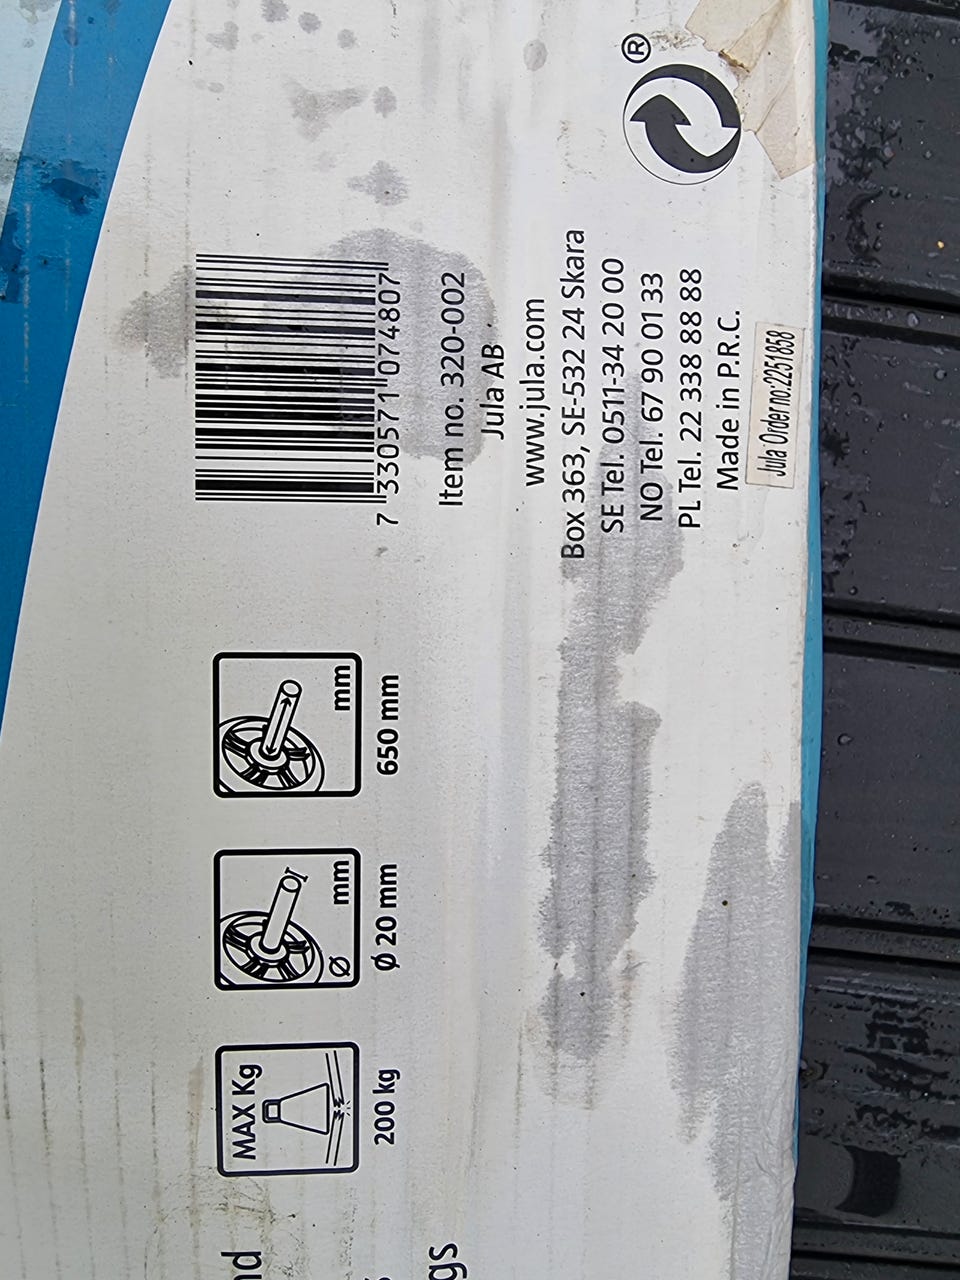 nd
gs
MAX Kg
200 kg
Ø mm
Ø 20 mm
mm
650 mm
7 330571 074807
Item no. 320-002
Jula AB
www.jula.com
Box 363, SE-532 24 Skara
SE Tel. 0511-34 20 00
NO Tel. 67 90 01 33
PL Tel. 22 338 88 88
Made in P.R.C.
Jula Order no:2251858
®